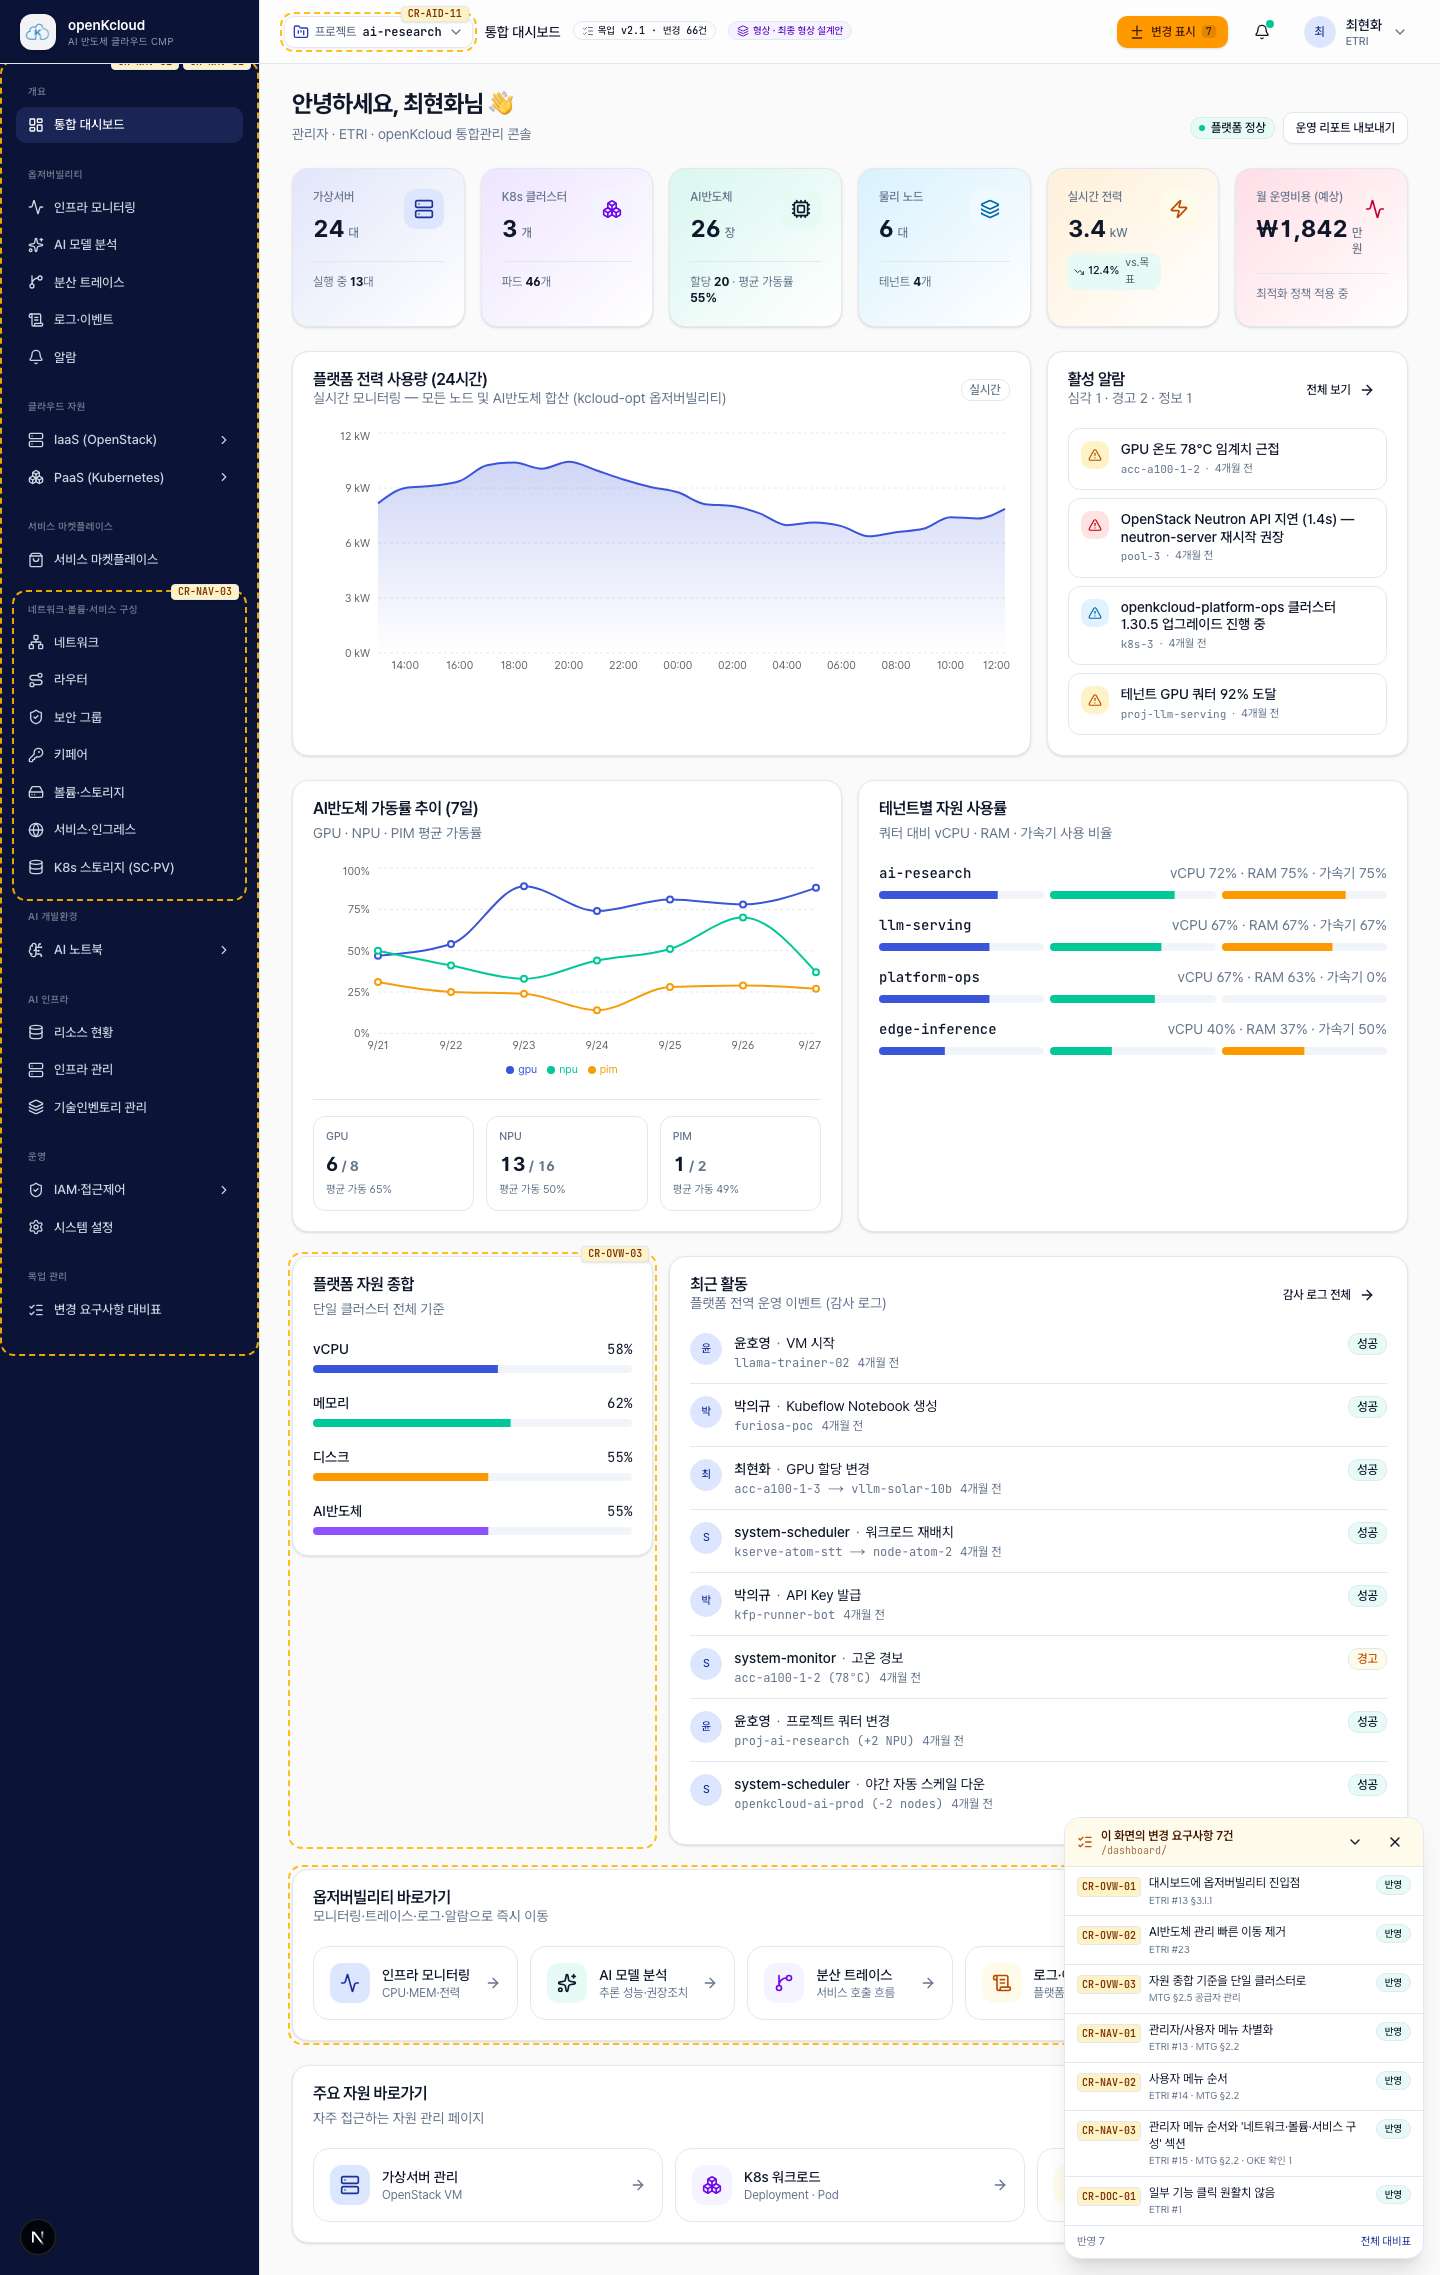 openKcloud
AI 반도체 클라우드 CMP
CR-AID-11
프로젝트 ai-research
통합 대시보드
목업 v2.1 · 변경 66건
형상 · 최종 형상 설계안
변경 표시 7
최
최현화
ETRI
개요
통합 대시보드
옵저버빌리티
인프라 모니터링
AI 모델 분석
분산 트레이스
로그·이벤트
알람
클라우드 자원
IaaS (OpenStack)
PaaS (Kubernetes)
서비스 마켓플레이스
서비스 마켓플레이스
CR-NAV-03
네트워크·볼륨·서비스 구성
네트워크
라우터
보안 그룹
키페어
볼륨·스토리지
서비스·인그레스
K8s 스토리지 (SC·PV)
AI 개발환경
AI 노트북
AI 인프라
리소스 현황
인프라 관리
기술인벤토리 관리
운영
IAM·접근제어
시스템 설정
목업 관리
변경 요구사항 대비표
안녕하세요, 최현화님 👋
관리자 · ETRI · openKcloud 통합관리 콘솔
플랫폼 정상
운영 리포트 내보내기
가상서버
24 대
실행 중 13대
K8s 클러스터
3 개
파드 46개
AI반도체
26 장
할당 20 · 평균 가동률
55%
물리 노드
6 대
테넌트 4개
실시간 전력
3.4 kW
12.4% vs.목
표
월 운영비용 (예상)
₩1,842 만
원
최적화 정책 적용 중
플랫폼 전력 사용량 (24시간)
실시간 모니터링 — 모든 노드 및 AI반도체 합산 (kcloud-opt 옵저버빌리티)
실시간
12 kW
9 kW
6 kW
3 kW
0 kW
14:00 16:00 18:00 20:00 22:00 00:00 02:00 04:00 06:00 08:00 10:00 12:00
활성 알람
심각 1 · 경고 2 · 정보 1
전체 보기
GPU 온도 78°C 임계치 근접
acc-a100-1-2 · 4개월 전
OpenStack Neutron API 지연 (1.4s) —
neutron-server 재시작 권장
pool-3 · 4개월 전
openkcloud-platform-ops 클러스터
1.30.5 업그레이드 진행 중
k8s-3 · 4개월 전
테넌트 GPU 쿼터 92% 도달
proj-llm-serving · 4개월 전
AI반도체 가동률 추이 (7일)
GPU · NPU · PIM 평균 가동률
100%
75%
50%
25%
0%
9/21 9/22 9/23 9/24 9/25 9/26 9/27
gpu npu pim
GPU
6 / 8
평균 가동 65%
NPU
13 / 16
평균 가동 50%
PIM
1 / 2
평균 가동 49%
테넌트별 자원 사용률
쿼터 대비 vCPU · RAM · 가속기 사용 비율
ai-research
vCPU 72% · RAM 75% · 가속기 75%
llm-serving
vCPU 67% · RAM 67% · 가속기 67%
platform-ops
vCPU 67% · RAM 63% · 가속기 0%
edge-inference
vCPU 40% · RAM 37% · 가속기 50%
CR-OVW-03
플랫폼 자원 종합
단일 클러스터 전체 기준
vCPU 58%
메모리 62%
디스크 55%
AI반도체 55%
최근 활동
플랫폼 전역 운영 이벤트 (감사 로그)
감사 로그 전체
윤
윤호영 · VM 시작
llama-trainer-02 4개월 전
성공
박
박의규 · Kubeflow Notebook 생성
furiosa-poc 4개월 전
성공
최
최현화 · GPU 할당 변경
acc-a100-1-3 → vllm-solar-10b 4개월 전
성공
S
system-scheduler · 워크로드 재배치
kserve-atom-stt → node-atom-2 4개월 전
성공
박
박의규 · API Key 발급
kfp-runner-bot 4개월 전
성공
S
system-monitor · 고온 경보
acc-a100-1-2 (78°C) 4개월 전
경고
윤
윤호영 · 프로젝트 쿼터 변경
proj-ai-research (+2 NPU) 4개월 전
성공
S
system-scheduler · 야간 자동 스케일 다운
openkcloud-ai-prod (-2 nodes) 4개월 전
성공
옵저버빌리티 바로가기
모니터링·트레이스·로그·알람으로 즉시 이동
인프라 모니터링
CPU·MEM·전력
AI 모델 분석
추론 성능·권장조치
분산 트레이스
서비스 호출 흐름
플랫폼
주요 자원 바로가기
자주 접근하는 자원 관리 페이지
가상서버 관리
OpenStack VM
K8s 워크로드
Deployment · Pod
이 화면의 변경 요구사항 7건
/dashboard/
CR-OVW-01 대시보드에 옵저버빌리티 진입점 반영
ETRI #13 §3.I.1
CR-OVW-02 AI반도체 관리 빠른 이동 제거 반영
ETRI #23
CR-OVW-03 자원 종합 기준을 단일 클러스터로 반영
MTG §2.5 공급자 관리
CR-NAV-01 관리자/사용자 메뉴 차별화 반영
ETRI #13 · MTG §2.2
CR-NAV-02 사용자 메뉴 순서 반영
ETRI #14 · MTG §2.2
CR-NAV-03 관리자 메뉴 순서와 '네트워크·볼륨·서비스 구 반영
성' 섹션
ETRI #15 · MTG §2.2 · OKE 확인 1
CR-DOC-01 일부 기능 클릭 원활치 않음 반영
ETRI #1
반영 7
전체 대비표
N